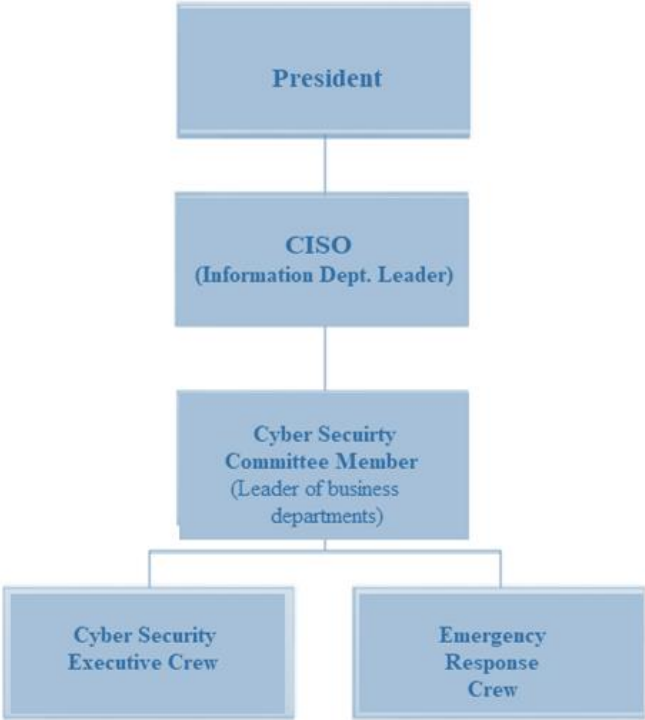 President
CISO
(Information Dept. Leader)
Cyber Secuirty
Committee Member
(Leader of business
departments)
Cyber Security
Executive Crew
Emergency
Response
Crew